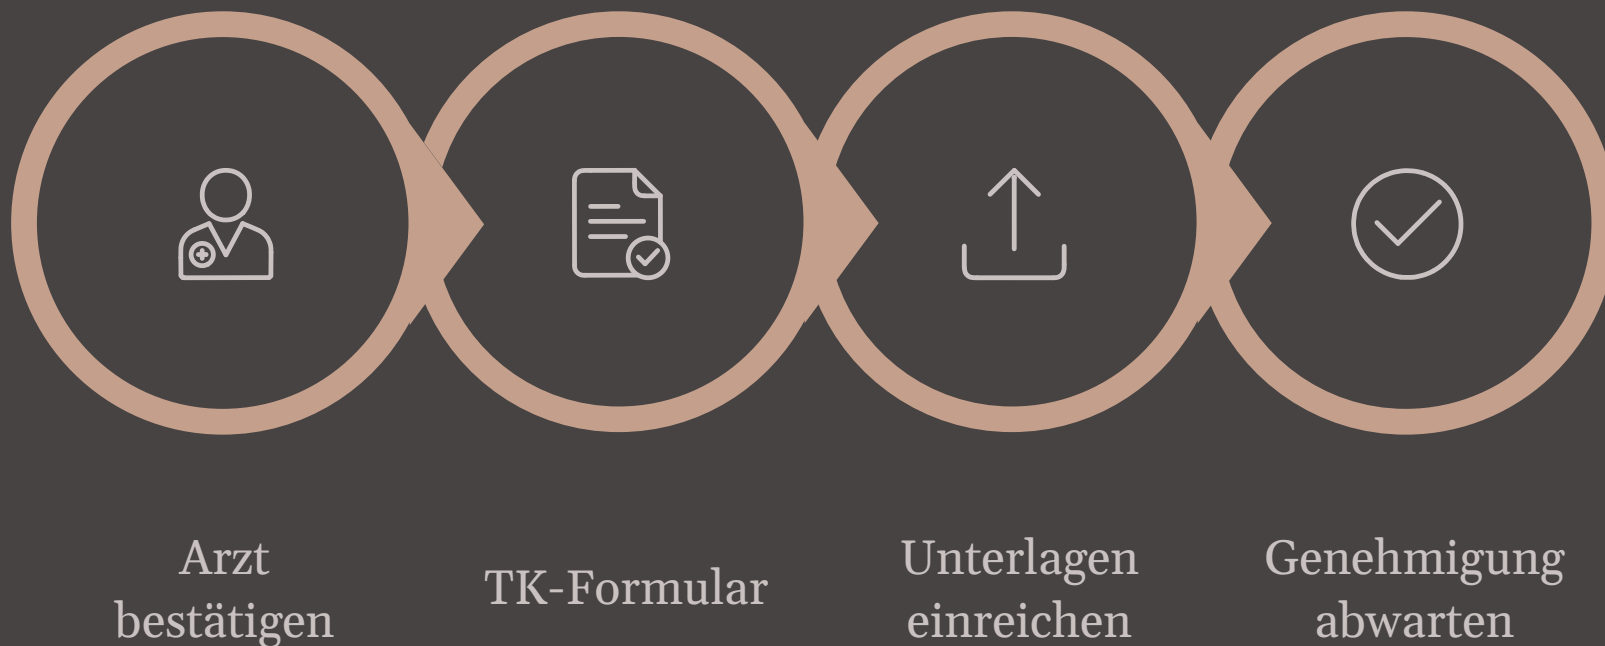 Arzt
bestätigen
TK-Formular
Unterlagen
einreichen
Genehmigung
abwarten